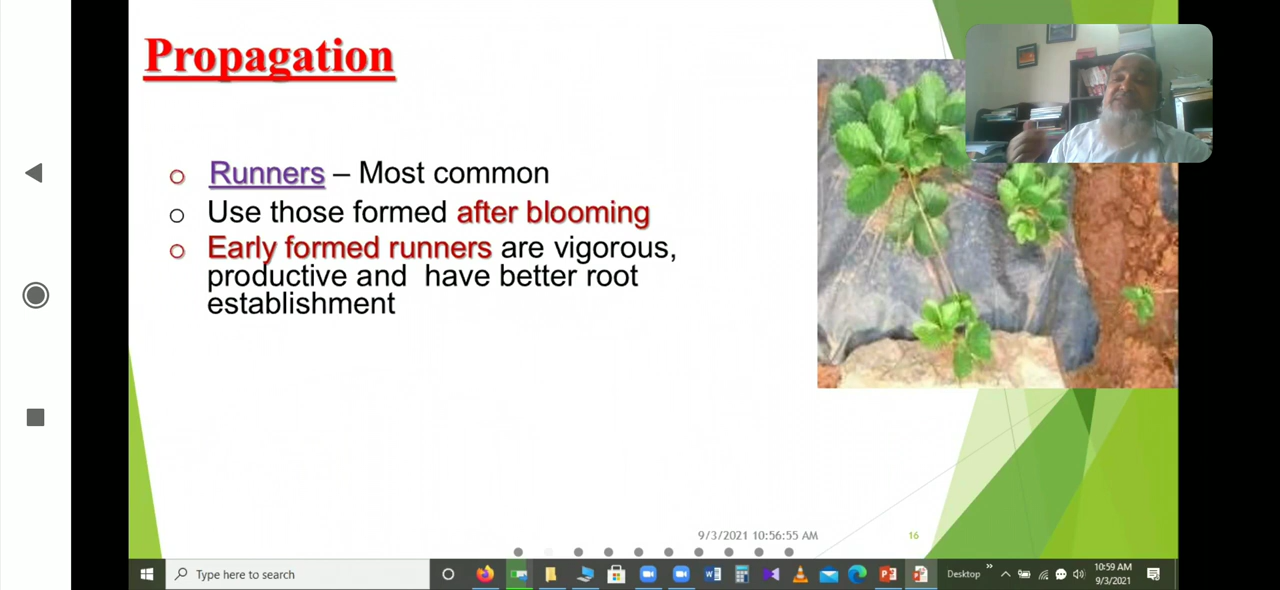 Propagation
Runners – Most common
Use those formed after blooming
Early formed runners are vigorous,
productive and have better root
establishment
9/3/2021 10:56:55 AM
16
Type here to search
Desktop
10:59 AM
9/3/2021